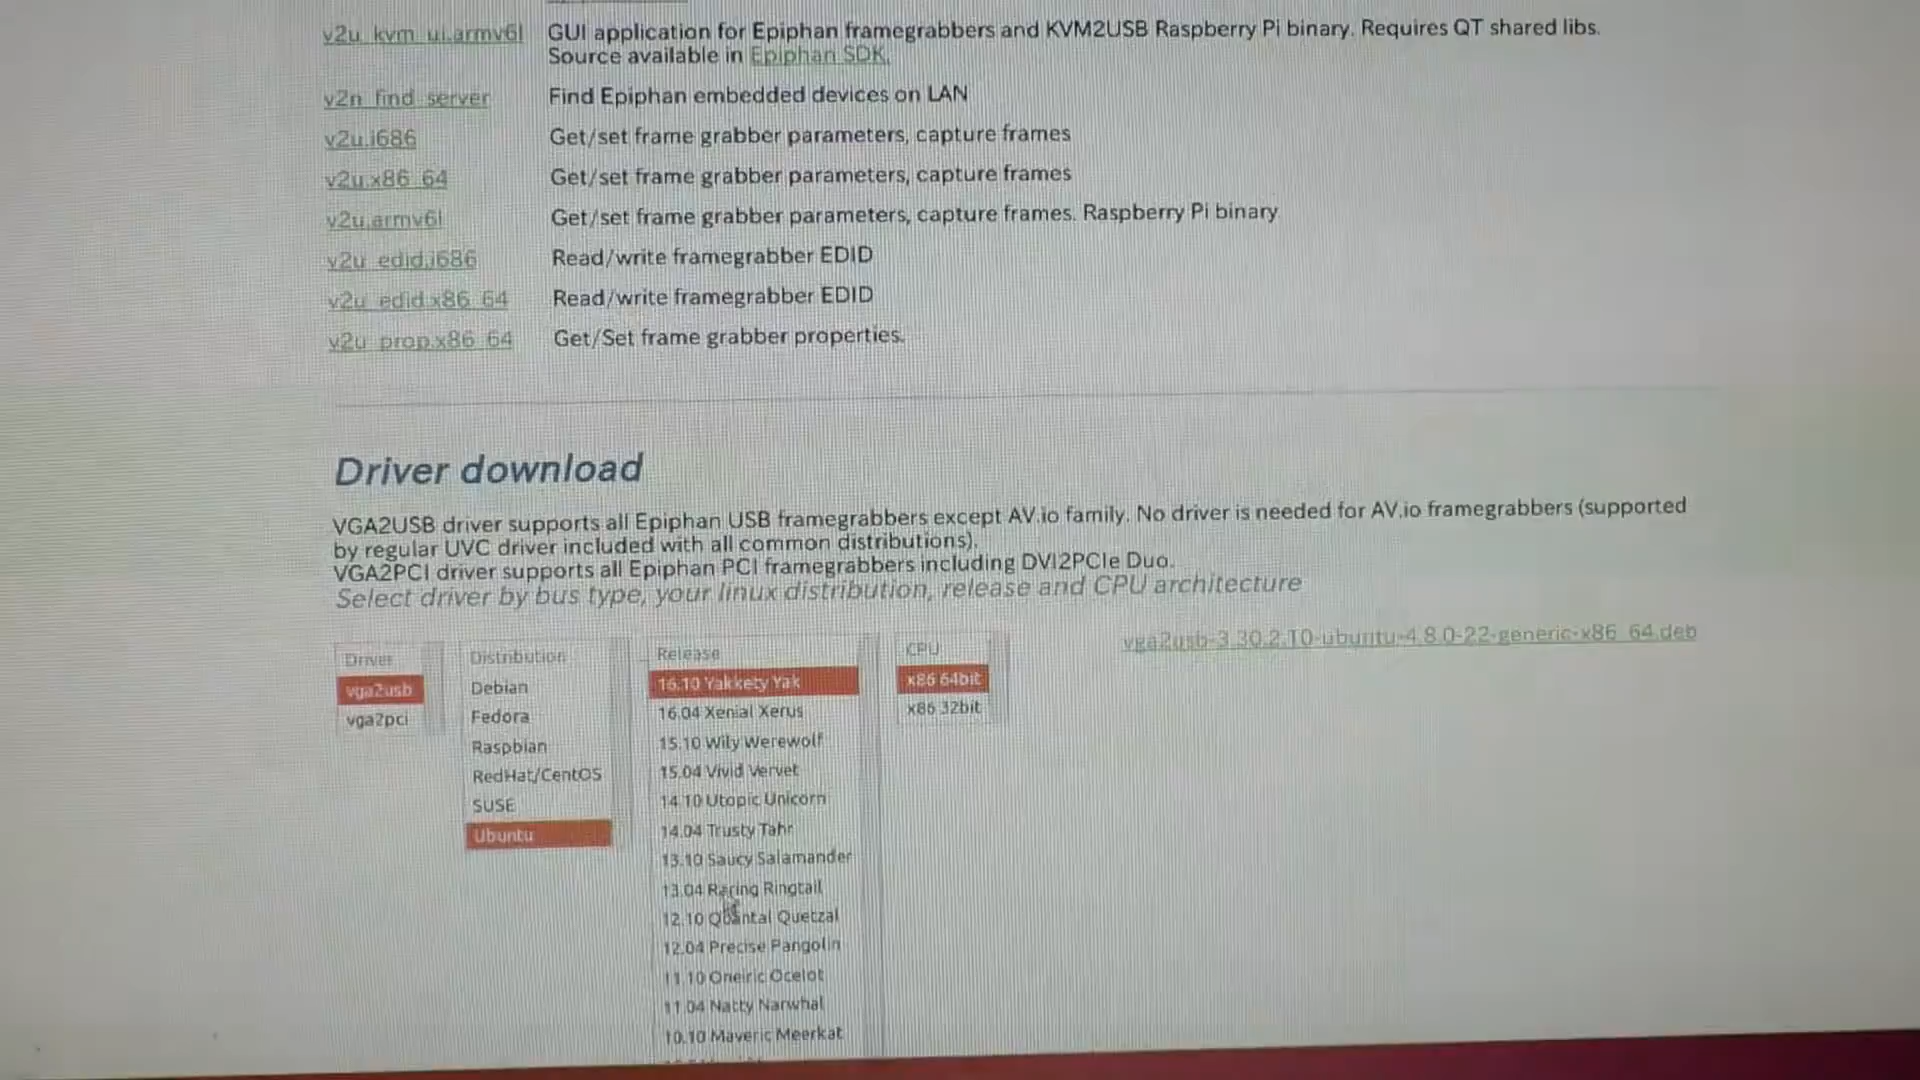 v2u_kvm_ui.armv6l GUI application for Epiphan framegrabbers and KVM2USB Raspberry Pi binary. Requires QT shared libs.
Source available in Epiphan SDK.
v2n_find_server Find Epiphan embedded devices on LAN
v2u.i686 Get/set frame grabber parameters, capture frames
v2u.x86_64 Get/set frame grabber parameters, capture frames
v2u.armv6l Get/set frame grabber parameters, capture frames. Raspberry Pi binary
v2u_edid.i686 Read/write framegrabber EDID
v2u_edid.x86_64 Read/write framegrabber EDID
v2u_prop.x86_64 Get/Set frame grabber properties.
Driver download
VGA2USB driver supports all Epiphan USB framegrabbers except AV.io family. No driver is needed for AV.io framegrabbers (supported
by regular UVC driver included with all common distributions).
VGA2PCI driver supports all Epiphan PCI framegrabbers including DVI2PCIe Duo.
Select driver by bus type, your linux distribution, release and CPU architecture
Driver
vga2usb
vga2pci
Distribution
Debian
Fedora
Raspbian
RedHat/CentOS
SUSE
Ubuntu
Release
16.10 Yakkety Yak
16.04 Xenial Xerus
15.10 Wily Werewolf
15.04 Vivid Vervet
14.10 Utopic Unicorn
14.04 Trusty Tahr
13.10 Saucy Salamander
13.04 Raring Ringtail
12.10 Quantal Quetzal
12.04 Precise Pangolin
11.10 Oneiric Ocelot
11.04 Natty Narwhal
10.10 Maveric Meerkat
CPU
x86 64bit
x86 32bit
vga2usb-3.30.2.10-ubuntu-4.8.0-22-generic-x86_64.deb